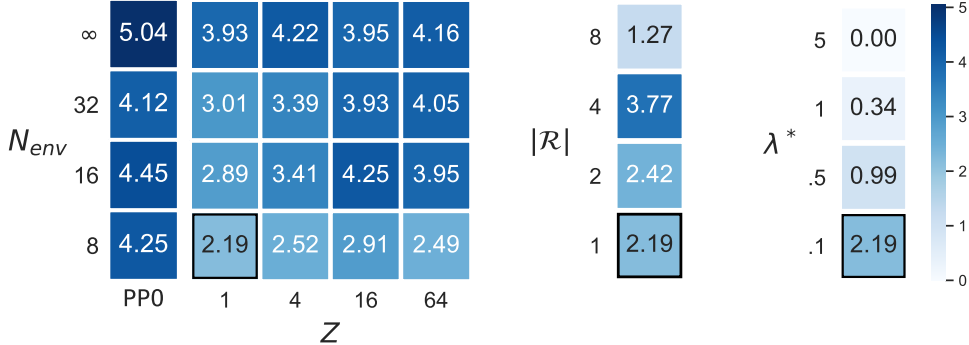 ∞ 5.04 3.93 4.22 3.95 4.16
32 4.12 3.01 3.39 3.93 4.05
N_env
16 4.45 2.89 3.41 4.25 3.95
8 4.25 2.19 2.52 2.91 2.49
PPO 1 4 16 64
Z
8 1.27
4 3.77
|ℛ|
2 2.42
1 2.19
5 0.00
1 0.34
λ*
.5 0.99
.1 2.19
5
4
3
2
1
0